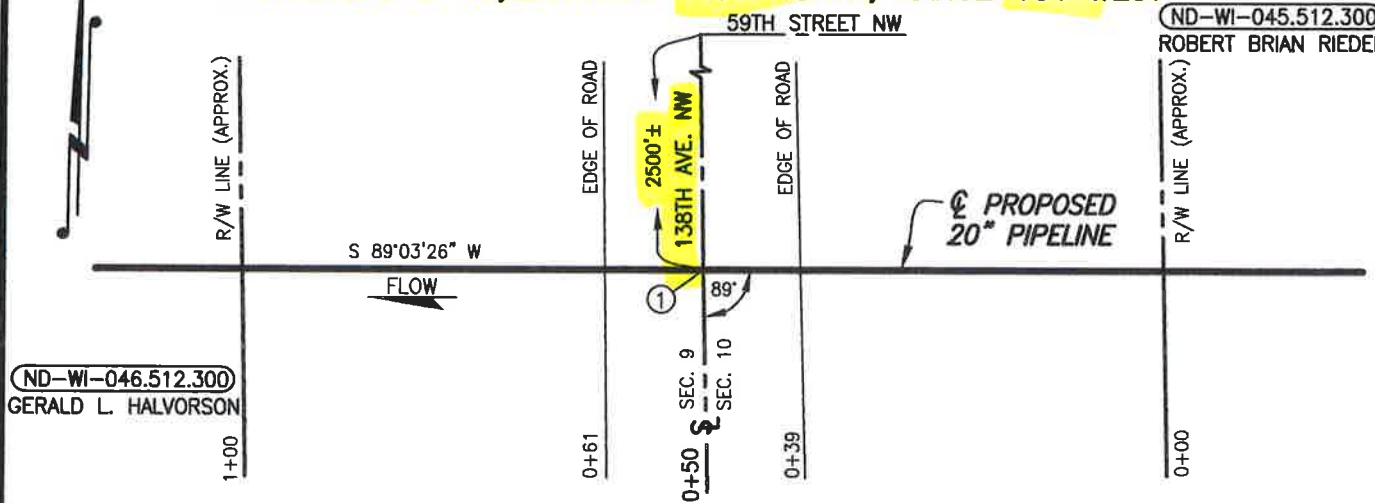 59TH STREET NW
ND-WI-045.512.300
ROBERT BRIAN RIEDE
R/W LINE (APPROX.)
EDGE OF ROAD
2500'±
138TH AVE. NW
EDGE OF ROAD
R/W LINE (APPROX.)
℄ PROPOSED
20" PIPELINE
S 89°03'26" W
FLOW
1
89°
ND-WI-046.512.300
GERALD L. HALVORSON
SEC. 9
SEC. 10
1+00
0+61
0+50
0+39
0+00